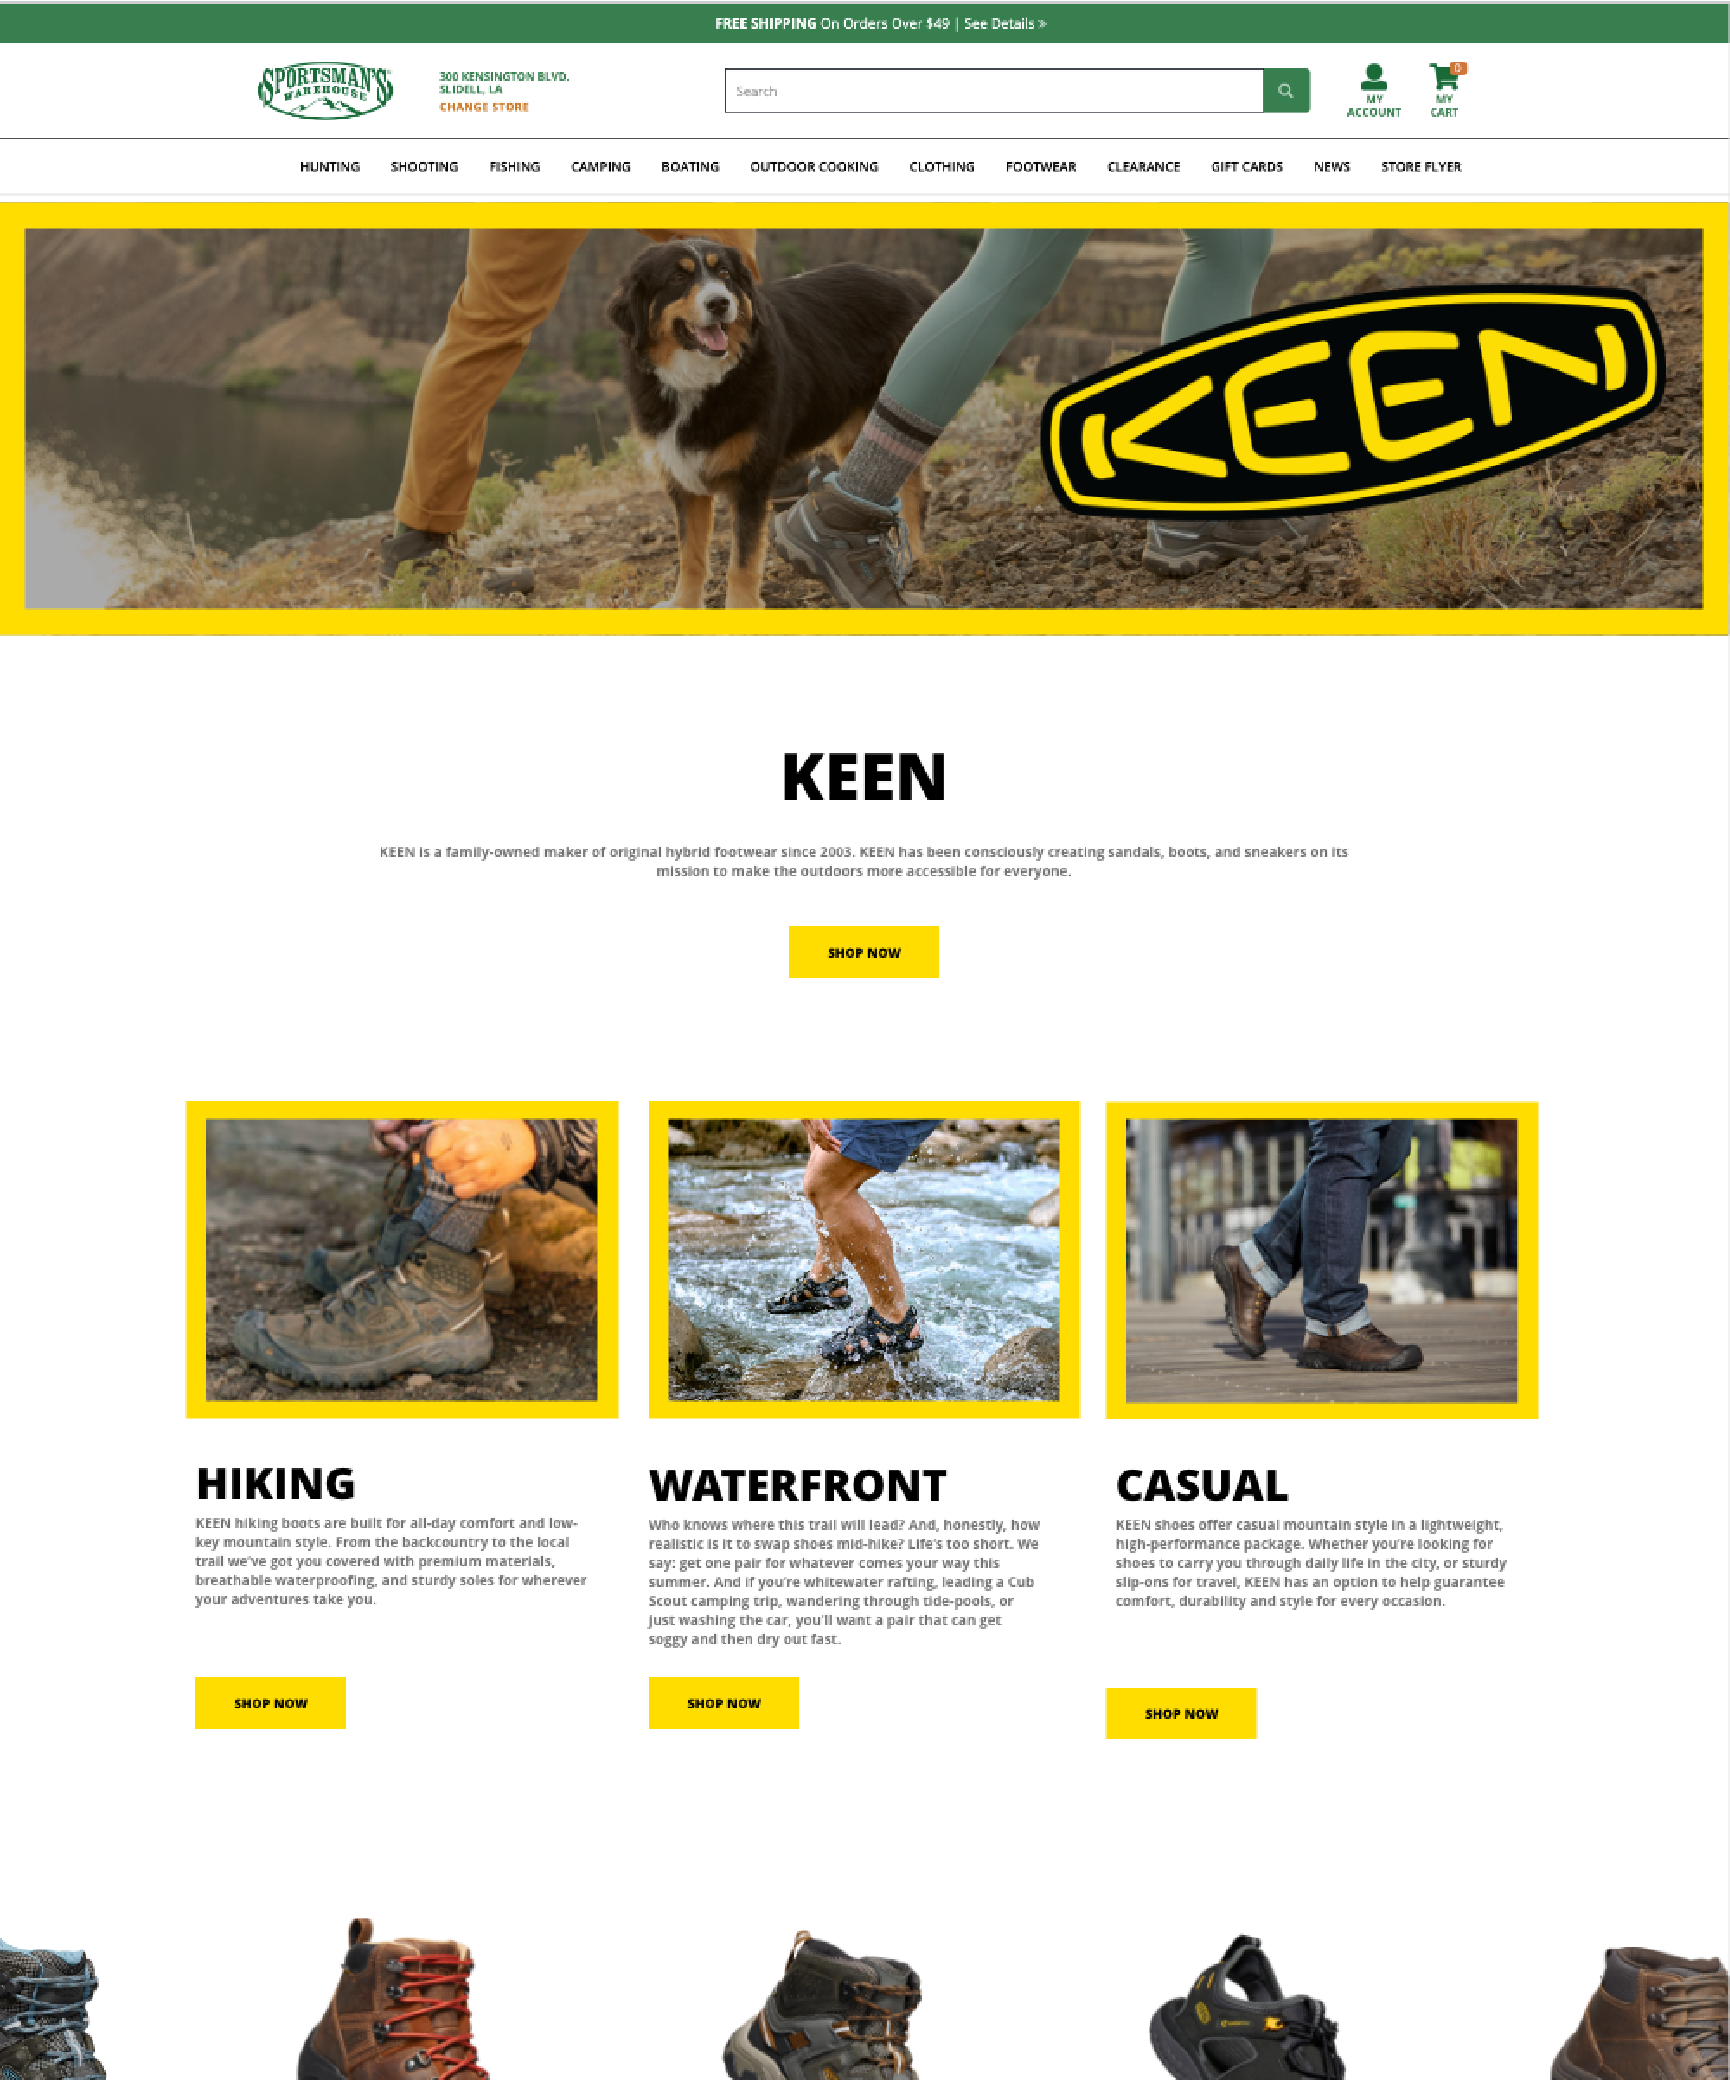 FREE SHIPPING On Orders Over $49 | See Details »
SPORTSMAN'S
WAREHOUSE
300 KENSINGTON BLVD.
SLIDELL, LA
CHANGE STORE
Search
MY
ACCOUNT
0
MY
CART
HUNTING SHOOTING FISHING CAMPING BOATING OUTDOOR COOKING CLOTHING FOOTWEAR CLEARANCE GIFT CARDS NEWS STORE FLYER
KEEN
KEEN
KEEN is a family-owned maker of original hybrid footwear since 2003. KEEN has been consciously creating sandals, boots, and sneakers on its
mission to make the outdoors more accessible for everyone.
SHOP NOW
HIKING
KEEN hiking boots are built for all-day comfort and low-
key mountain style. From the backcountry to the local
trail we've got you covered with premium materials,
breathable waterproofing, and sturdy soles for wherever
your adventures take you.
SHOP NOW
WATERFRONT
Who knows where this trail will lead? And, honestly, how
realistic is it to swap shoes mid-hike? Life's too short. We
say: get one pair for whatever comes your way this
summer. And if you're whitewater rafting, leading a Cub
Scout camping trip, wandering through tide-pools, or
just washing the car, you'll want a pair that can get
soggy and then dry out fast.
SHOP NOW
CASUAL
KEEN shoes offer casual mountain style in a lightweight,
high-performance package. Whether you're looking for
shoes to carry you through daily life in the city, or sturdy
slip-ons for travel, KEEN has an option to help guarantee
comfort, durability and style for every occasion.
SHOP NOW